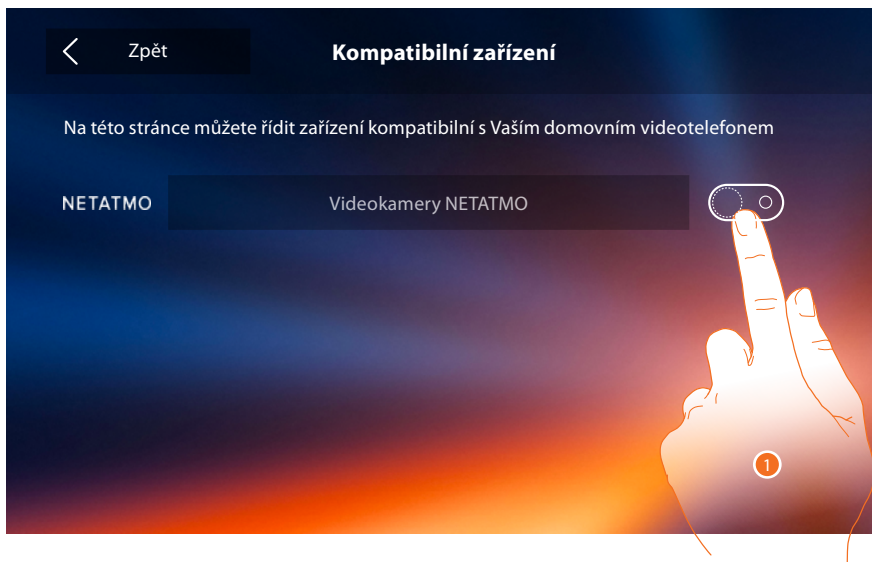 Zpět
Kompatibilní zařízení
Na této stránce můžete řídit zařízení kompatibilní s Vaším domovním videotelefonem
NETATMO
Videokamery NETATMO
1